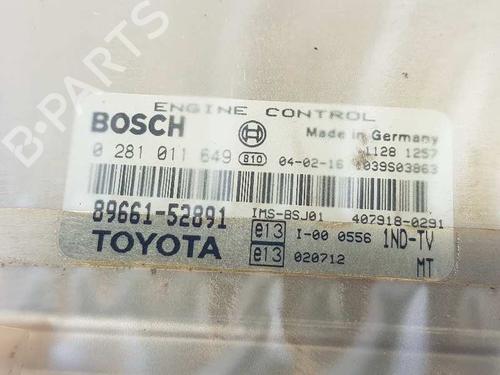 ENGINE CONTROL
BOSCH
Made in Germany
1128 1257
0 281 011 649 810 04-02-16 1039S03863
89661-52891 IMS-BSJ01 407918-0291
TOYOTA e13 I-00 0556 1ND-TV
e13 020712 MT
B-PARTS